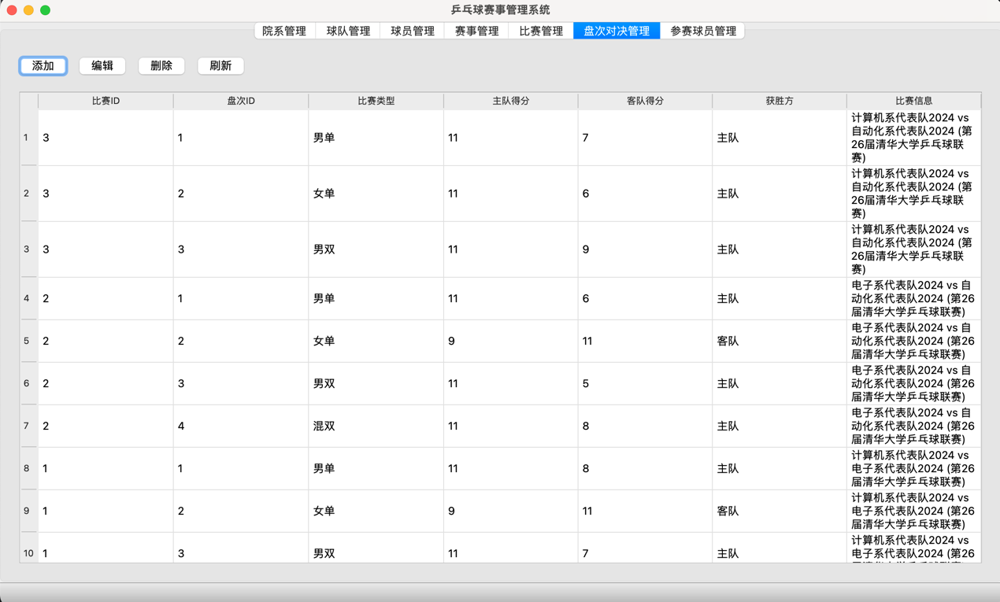 乒乓球赛事管理系统
院系管理 球队管理 球员管理 赛事管理 比赛管理 盘次对决管理 参赛球员管理
添加 编辑 删除 刷新
比赛ID 盘次ID 比赛类型 主队得分 客队得分 获胜方 比赛信息
1 3 1 男单 11 7 主队
计算机系代表队2024 vs
自动化系代表队2024 (第
26届清华大学乒乓球联
赛)
2 3 2 女单 11 6 主队
计算机系代表队2024 vs
自动化系代表队2024 (第
26届清华大学乒乓球联
赛)
3 3 3 男双 11 9 主队
计算机系代表队2024 vs
自动化系代表队2024 (第
26届清华大学乒乓球联
赛)
4 2 1 男单 11 6 主队
电子系代表队2024 vs 自
动化系代表队2024 (第26
届清华大学乒乓球联赛)
5 2 2 女单 9 11 客队
电子系代表队2024 vs 自
动化系代表队2024 (第26
届清华大学乒乓球联赛)
6 2 3 男双 11 5 主队
电子系代表队2024 vs 自
动化系代表队2024 (第26
届清华大学乒乓球联赛)
7 2 4 混双 11 8 主队
电子系代表队2024 vs 自
动化系代表队2024 (第26
届清华大学乒乓球联赛)
8 1 1 男单 11 8 主队
计算机系代表队2024 vs
电子系代表队2024 (第26
届清华大学乒乓球联赛)
9 1 2 女单 9 11 客队
计算机系代表队2024 vs
电子系代表队2024 (第26
届清华大学乒乓球联赛)
10 1 3 男双 11 7 主队
计算机系代表队2024 vs
电子系代表队2024 (第26